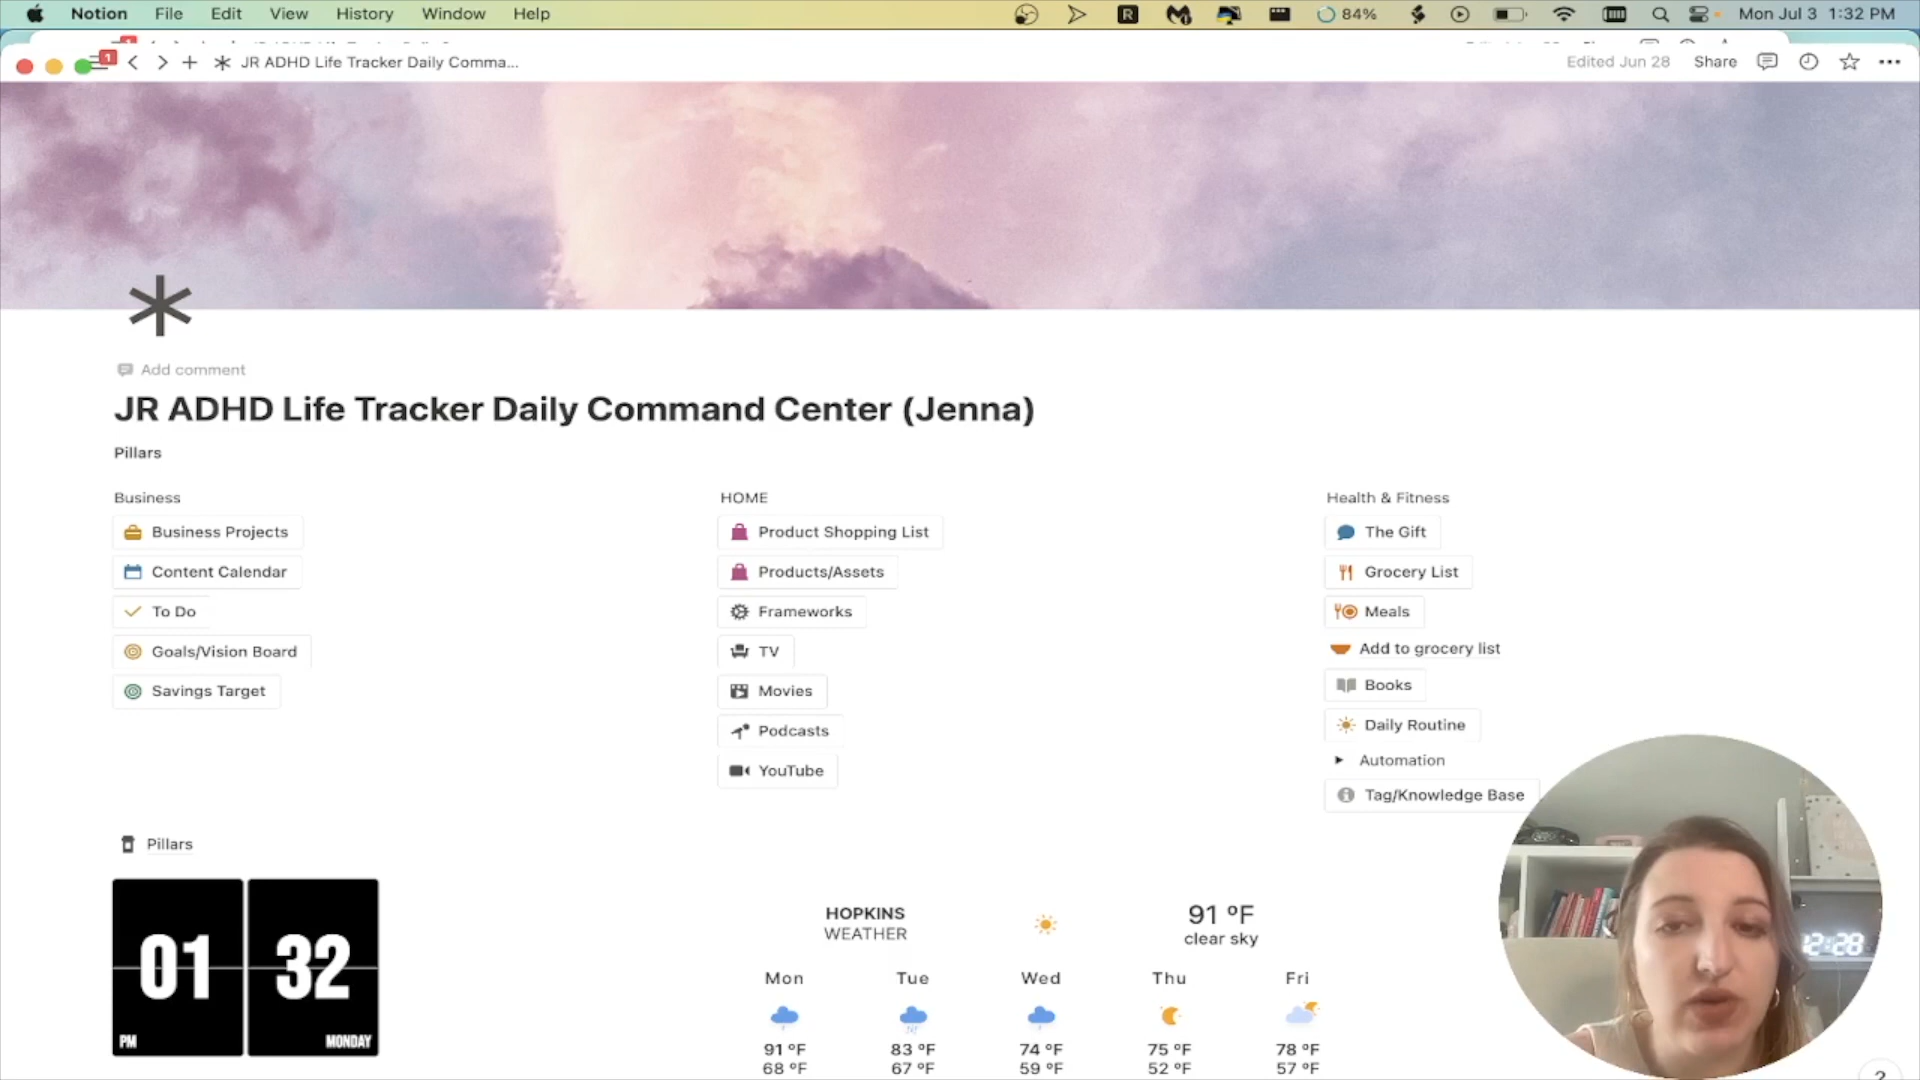 Notion File Edit View History Window Help R 84% Mon Jul 3 1:32 PM
1 JR ADHD Life Tracker Daily Comma... Edited Jun 28 Share
Add comment
JR ADHD Life Tracker Daily Command Center (Jenna)
Pillars
Business
Business Projects
Content Calendar
To Do
Goals/Vision Board
Savings Target
HOME
Product Shopping List
Products/Assets
Frameworks
TV
Movies
Podcasts
YouTube
Health & Fitness
The Gift
Grocery List
Meals
Add to grocery list
Books
Daily Routine
Automation
Tag/Knowledge Base
Pillars
01 32
PM MONDAY
HOPKINS
WEATHER
91 °F
clear sky
Mon Tue Wed Thu Fri
91 °F 83 °F 74 °F 75 °F 78 °F
68 °F 67 °F 59 °F 52 °F 57 °F
12:28
?